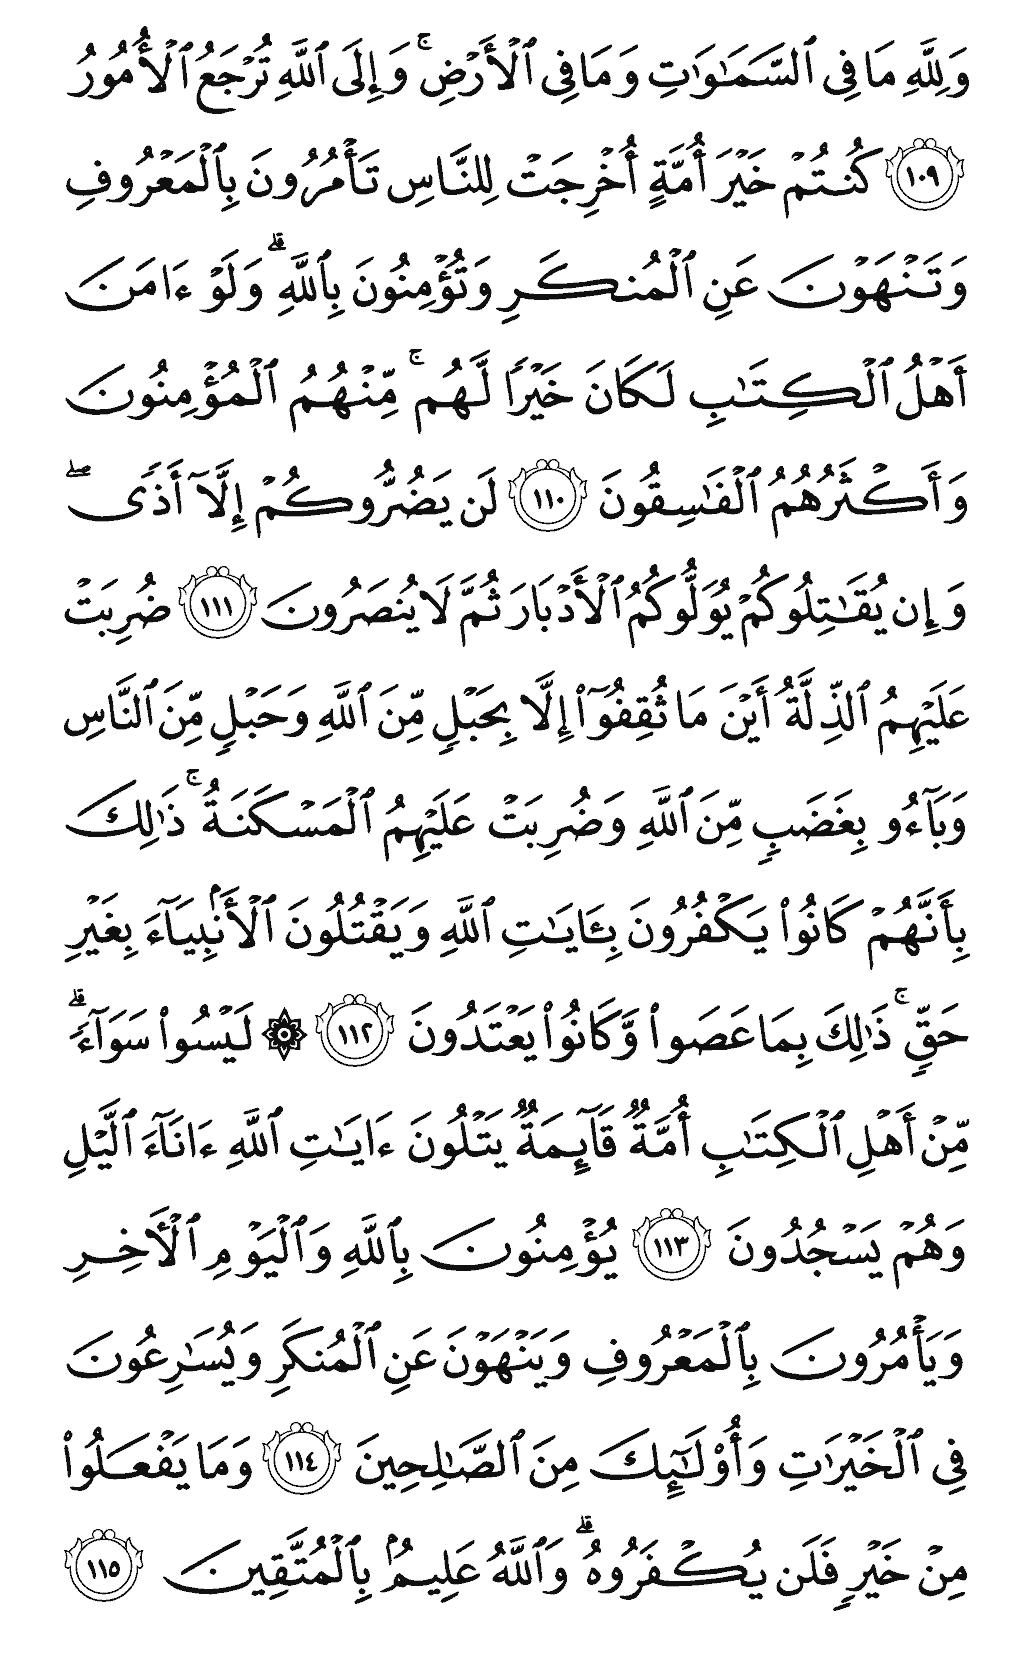 وَلِلَّهِ مَا فِى ٱلسَّمَـٰوَٰتِ وَمَا فِى ٱلْأَرْضِ ۚ وَإِلَى ٱللَّهِ تُرْجَعُ ٱلْأُمُورُ
١٠٩ كُنتُمْ خَيْرَ أُمَّةٍ أُخْرِجَتْ لِلنَّاسِ تَأْمُرُونَ بِٱلْمَعْرُوفِ
وَتَنْهَوْنَ عَنِ ٱلْمُنكَرِ وَتُؤْمِنُونَ بِٱللَّهِ ۗ وَلَوْ ءَامَنَ
أَهْلُ ٱلْكِتَـٰبِ لَكَانَ خَيْرًا لَّهُم ۚ مِّنْهُمُ ٱلْمُؤْمِنُونَ
وَأَكْثَرُهُمُ ٱلْفَـٰسِقُونَ ١١٠ لَن يَضُرُّوكُمْ إِلَّآ أَذًى ۖ
وَإِن يُقَـٰتِلُوكُمْ يُوَلُّوكُمُ ٱلْأَدْبَارَ ثُمَّ لَا يُنصَرُونَ ١١١ ضُرِبَتْ
عَلَيْهِمُ ٱلذِّلَّةُ أَيْنَ مَا ثُقِفُوٓا۟ إِلَّا بِحَبْلٍ مِّنَ ٱللَّهِ وَحَبْلٍ مِّنَ ٱلنَّاسِ
وَبَآءُو بِغَضَبٍ مِّنَ ٱللَّهِ وَضُرِبَتْ عَلَيْهِمُ ٱلْمَسْكَنَةُ ۚ ذَٰلِكَ
بِأَنَّهُمْ كَانُوا۟ يَكْفُرُونَ بِـَٔايَـٰتِ ٱللَّهِ وَيَقْتُلُونَ ٱلْأَنۢبِيَآءَ بِغَيْرِ
حَقٍّ ۚ ذَٰلِكَ بِمَا عَصَوا۟ وَّكَانُوا۟ يَعْتَدُونَ ١١٢ ۞ لَيْسُوا۟ سَوَآءً ۗ
مِّنْ أَهْلِ ٱلْكِتَـٰبِ أُمَّةٌ قَآئِمَةٌ يَتْلُونَ ءَايَـٰتِ ٱللَّهِ ءَانَآءَ ٱلَّيْلِ
وَهُمْ يَسْجُدُونَ ١١٣ يُؤْمِنُونَ بِٱللَّهِ وَٱلْيَوْمِ ٱلْـَٔاخِرِ
وَيَأْمُرُونَ بِٱلْمَعْرُوفِ وَيَنْهَوْنَ عَنِ ٱلْمُنكَرِ وَيُسَـٰرِعُونَ
فِى ٱلْخَيْرَٰتِ وَأُو۟لَـٰٓئِكَ مِنَ ٱلصَّـٰلِحِينَ ١١٤ وَمَا يَفْعَلُوا۟
مِنْ خَيْرٍ فَلَن يُكْفَرُوهُ ۗ وَٱللَّهُ عَلِيمٌۢ بِٱلْمُتَّقِينَ ١١٥